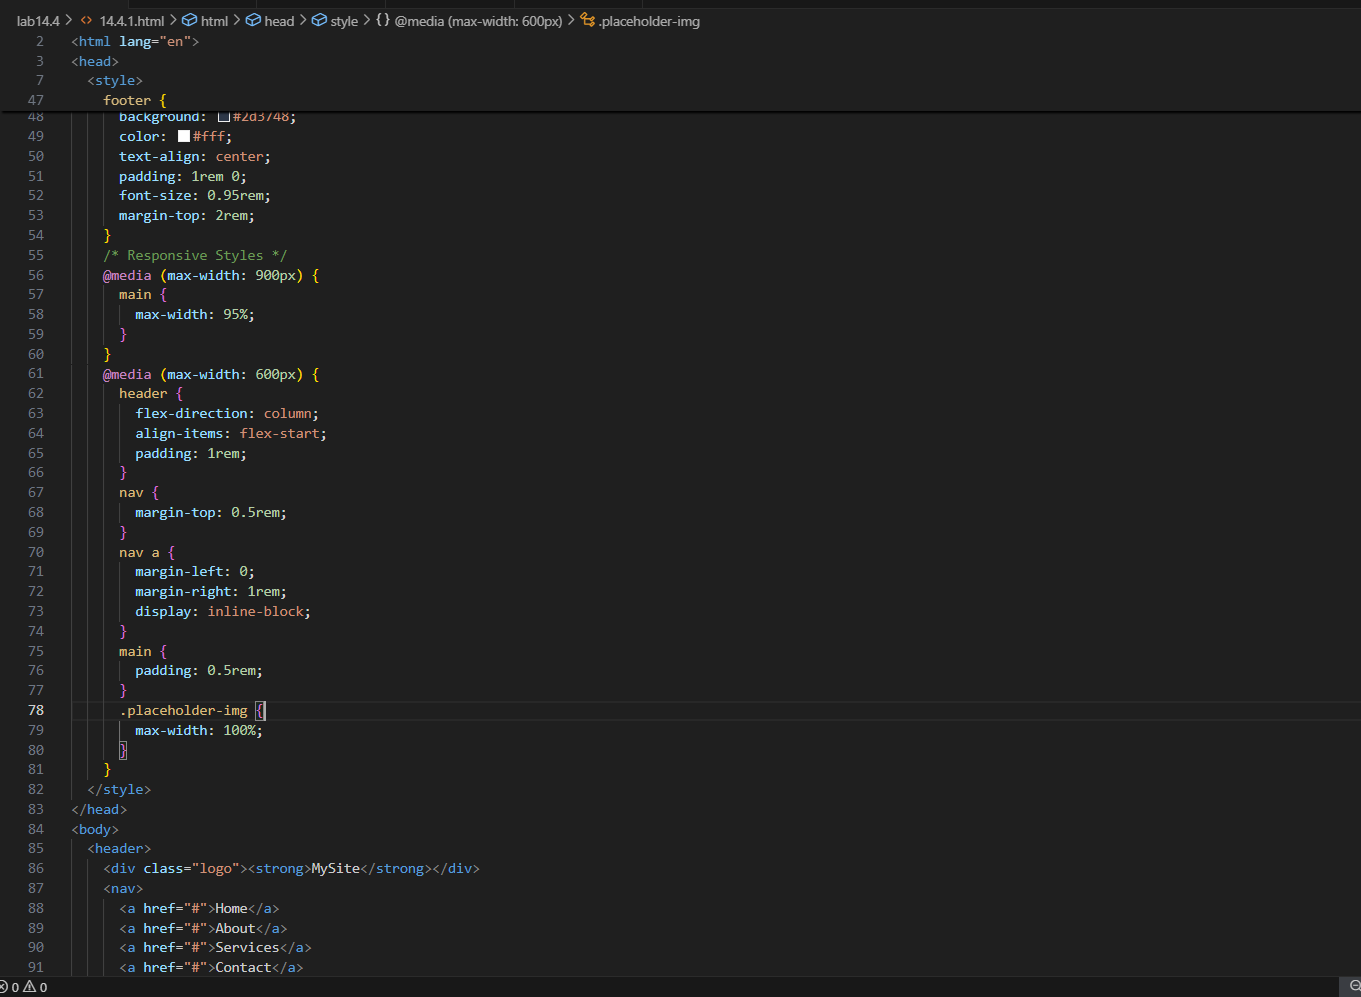 lab14.4 > <> 14.4.1.html > html > head > style > {} @media (max-width: 600px) > .placeholder-img
2 <html lang="en">
3 <head>
7 <style>
47 footer {
48 background: #2d3748;
49 color: #fff;
50 text-align: center;
51 padding: 1rem 0;
52 font-size: 0.95rem;
53 margin-top: 2rem;
54 }
55 /* Responsive Styles */
56 @media (max-width: 900px) {
57 main {
58 max-width: 95%;
59 }
60 }
61 @media (max-width: 600px) {
62 header {
63 flex-direction: column;
64 align-items: flex-start;
65 padding: 1rem;
66 }
67 nav {
68 margin-top: 0.5rem;
69 }
70 nav a {
71 margin-left: 0;
72 margin-right: 1rem;
73 display: inline-block;
74 }
75 main {
76 padding: 0.5rem;
77 }
78 .placeholder-img {
79 max-width: 100%;
80 }
81 }
82 </style>
83 </head>
84 <body>
85 <header>
86 <div class="logo"><strong>MySite</strong></div>
87 <nav>
88 <a href="#">Home</a>
89 <a href="#">About</a>
90 <a href="#">Services</a>
91 <a href="#">Contact</a>
0 0